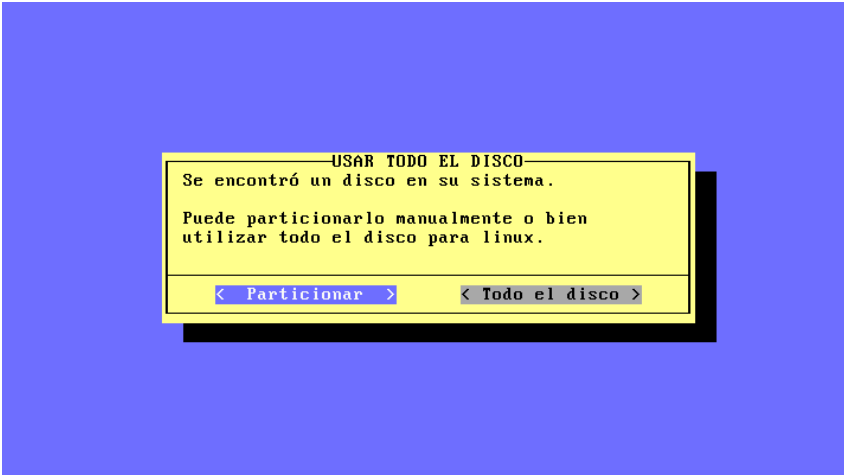 USAR TODO EL DISCO
Se encontró un disco en su sistema.
Puede particionarlo manualmente o bien
utilizar todo el disco para linux.
< Particionar > < Todo el disco >